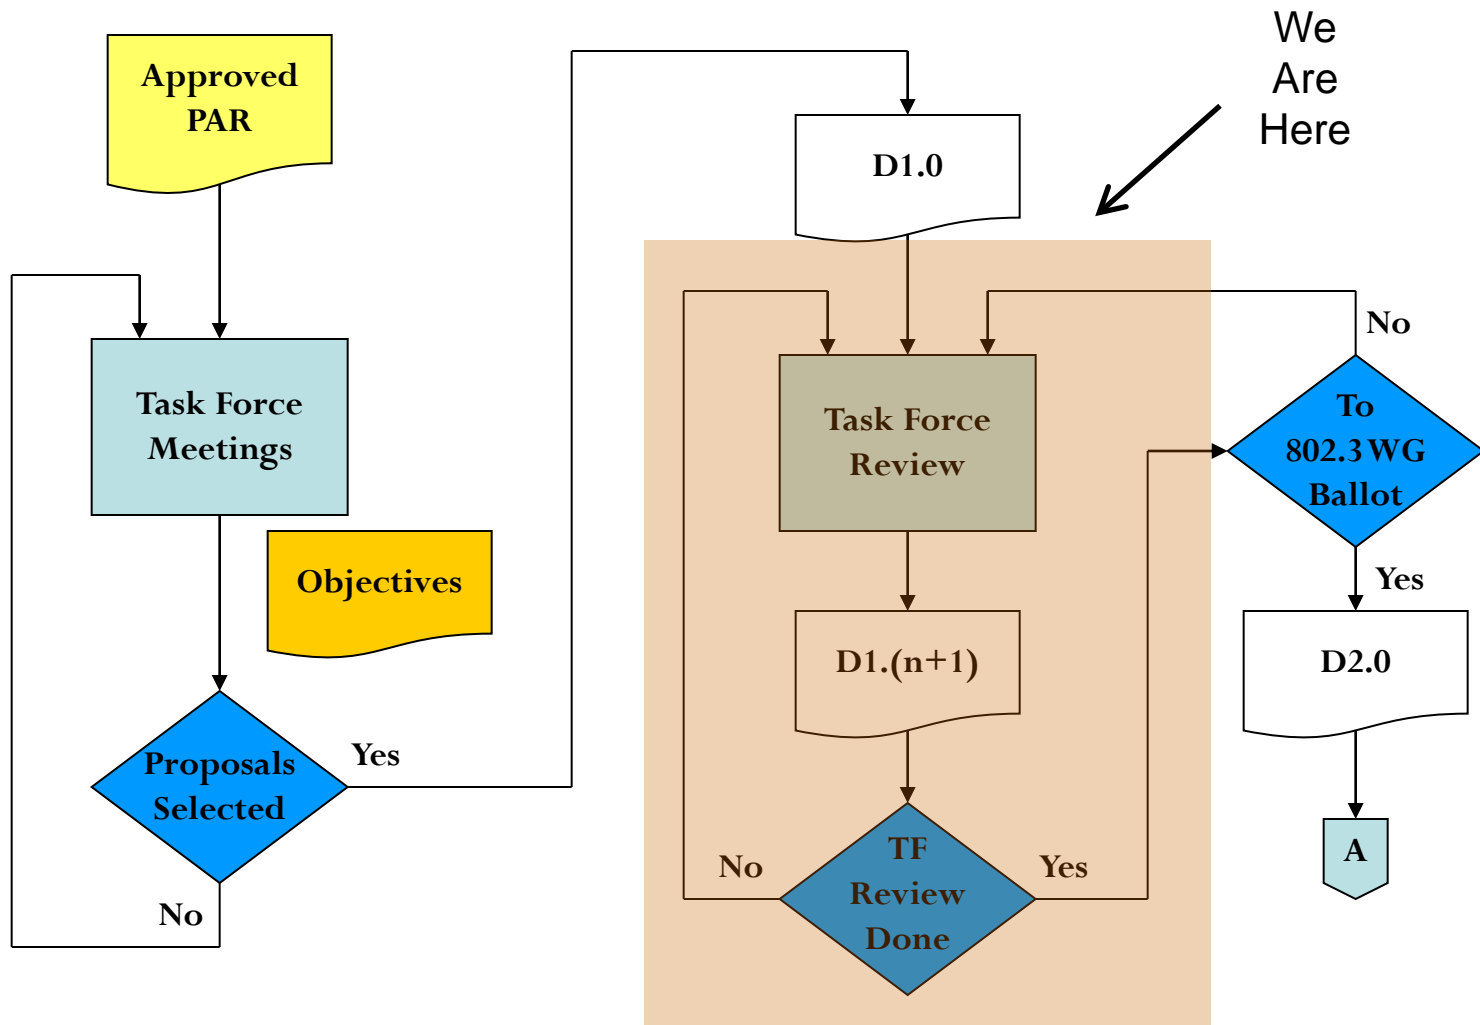 Approved
PAR
Task Force
Meetings
Objectives
Proposals
Selected
Yes
No
We
Are
Here
D1.0
Task Force
Review
D1.(n+1)
TF
Review
Done
No
Yes
To
802.3 WG
Ballot
No
Yes
D2.0
A